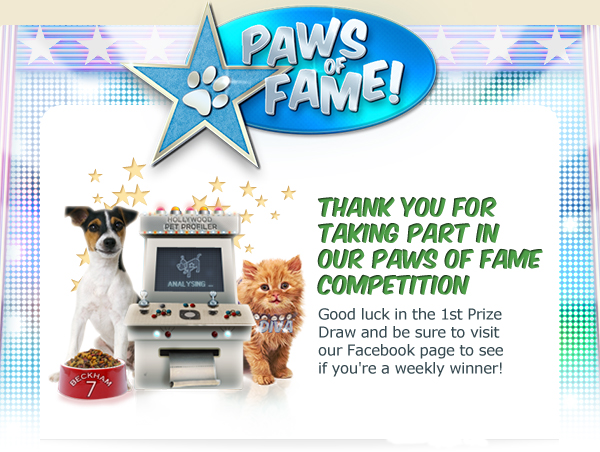 PAWS
OF
FAME!
HOLLYWOOD
PET PROFILER
ANALYSING ...
DIVA
BECKHAM
7
THANK YOU FOR
TAKING PART IN
OUR PAWS OF FAME
COMPETITION
Good luck in the 1st Prize
Draw and be sure to visit
our Facebook page to see
if you're a weekly winner!